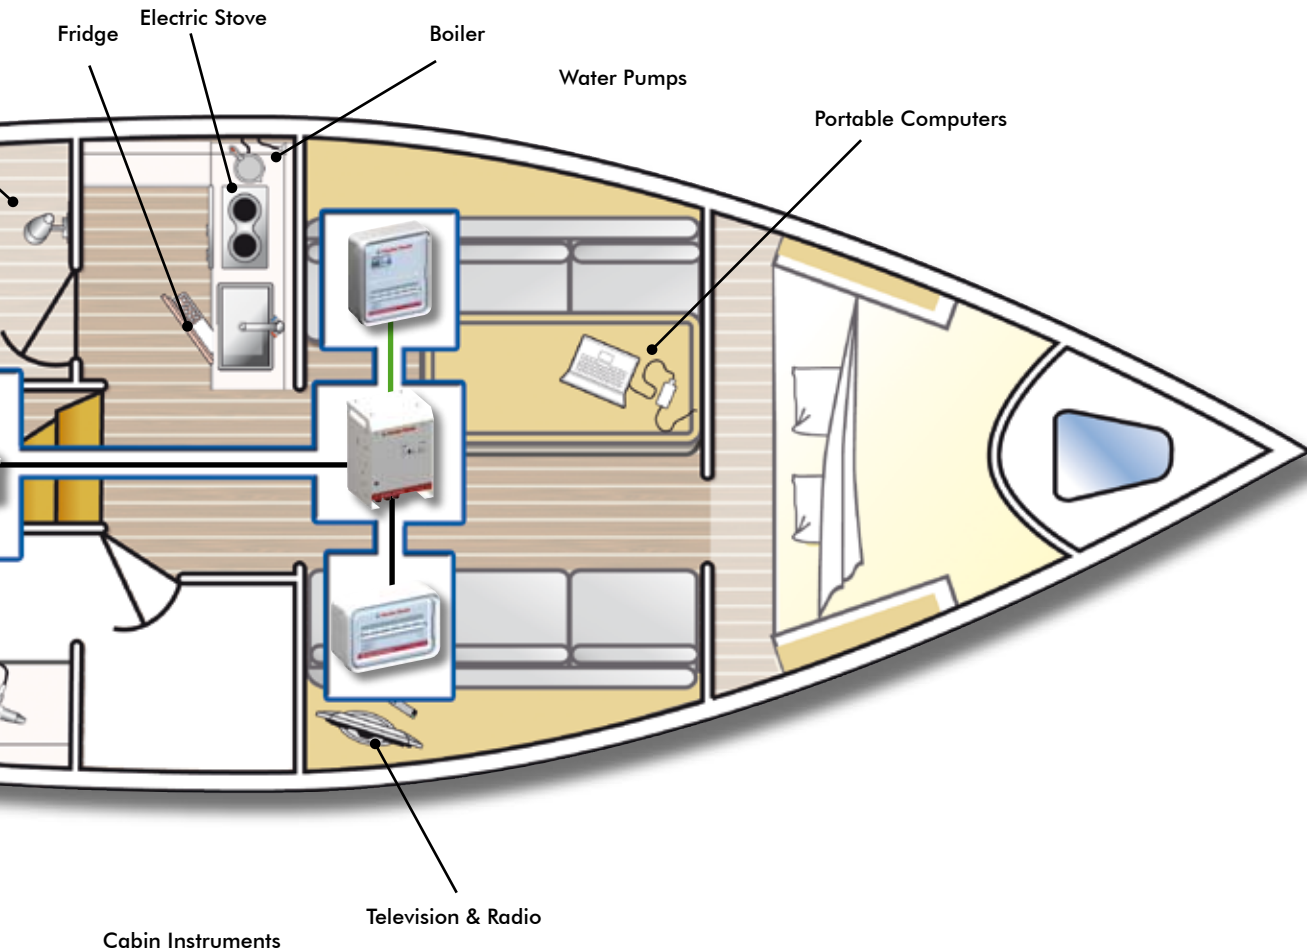 Electric Stove
Fridge
Boiler
Water Pumps
Portable Computers
Television & Radio
Cabin Instruments